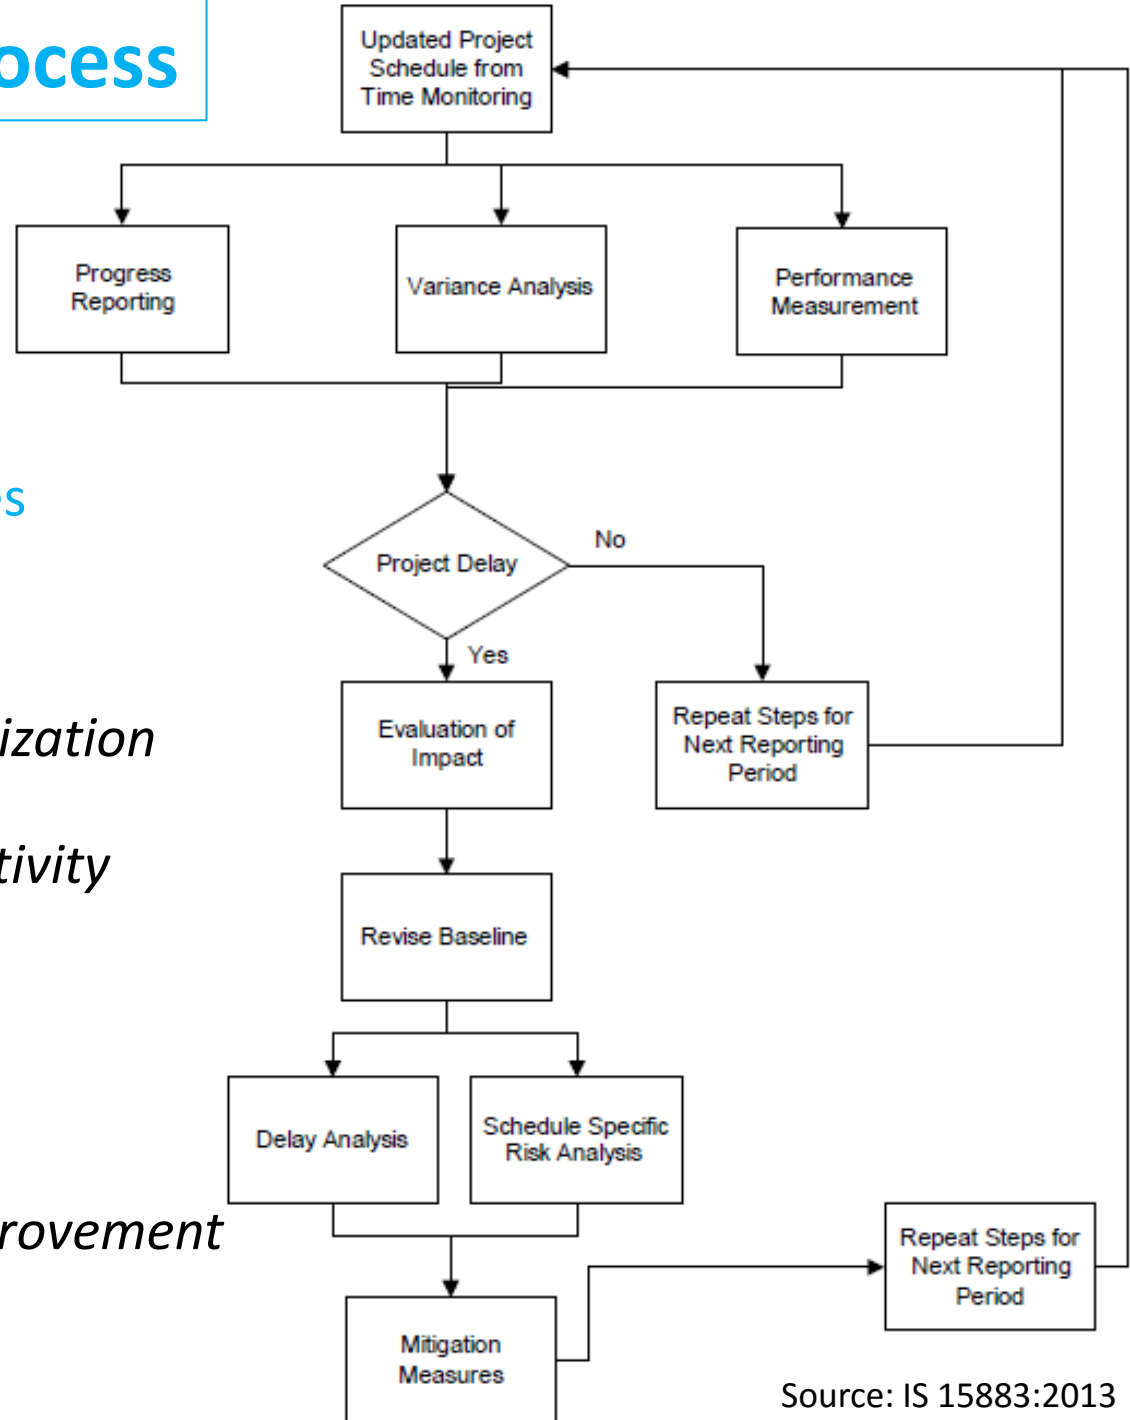 ocess
Updated Project
Schedule from
Time Monitoring
Progress
Reporting
Variance Analysis
Performance
Measurement
es
Project Delay
No
Yes
Evaluation of
Impact
Repeat Steps for
Next Reporting
Period
ization
tivity
Revise Baseline
Delay Analysis
Schedule Specific
Risk Analysis
rovement
Repeat Steps for
Next Reporting
Period
Mitigation
Measures
Source: IS 15883:2013